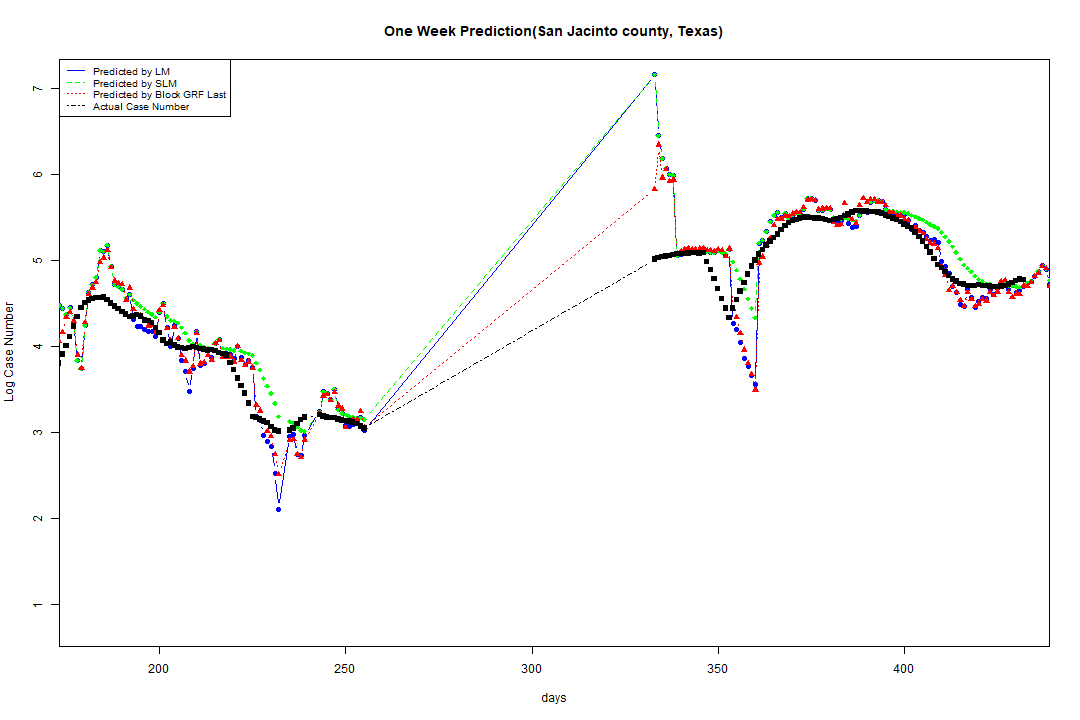 One Week Prediction(San Jacinto county, Texas)
Predicted by LM
Predicted by SLM
Predicted by Block GRF Last
Actual Case Number
7
6
5
4
3
2
1
Log Case Number
200 250 300 350 400
days